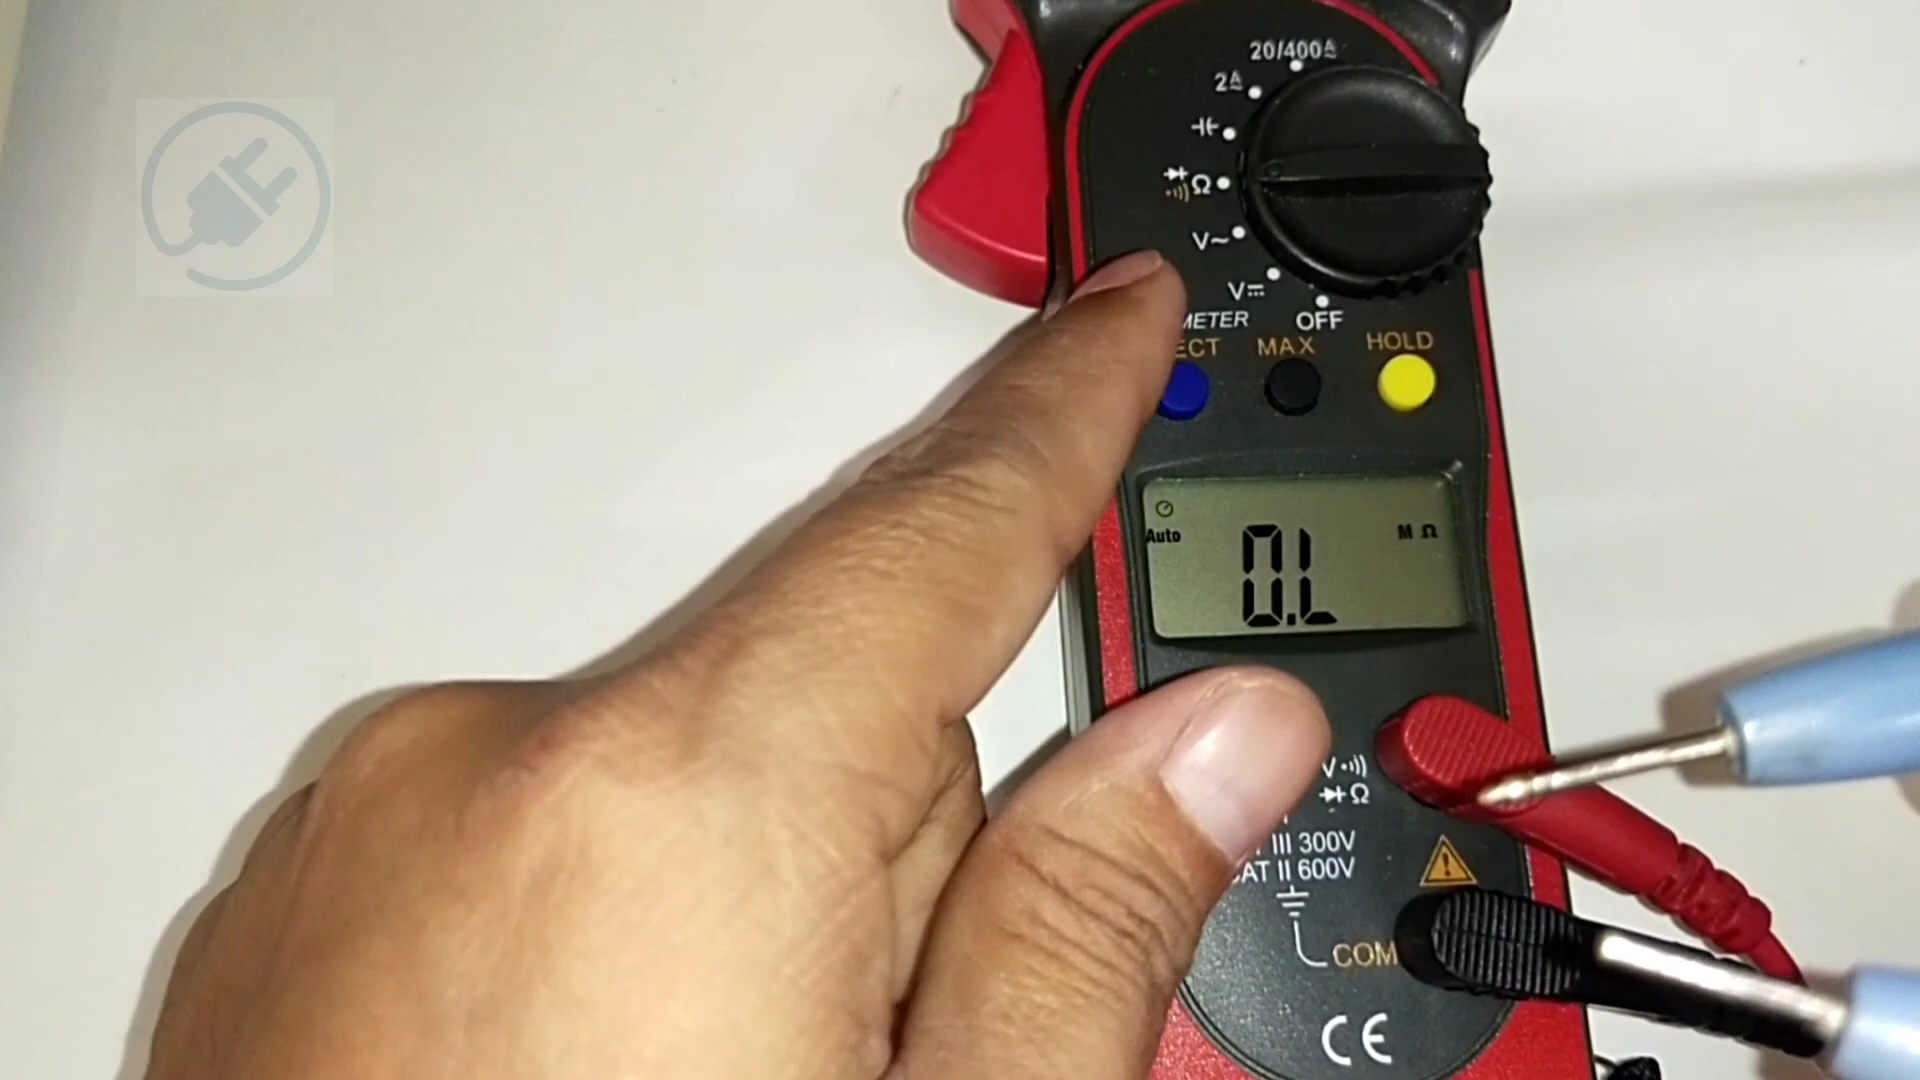 20/400A
2A
Ω
V~
V
METER
OFF
ECT
MAX
HOLD
Auto
0.L
M Ω
V
Ω
III 300V
AT II 600V
COM
CE